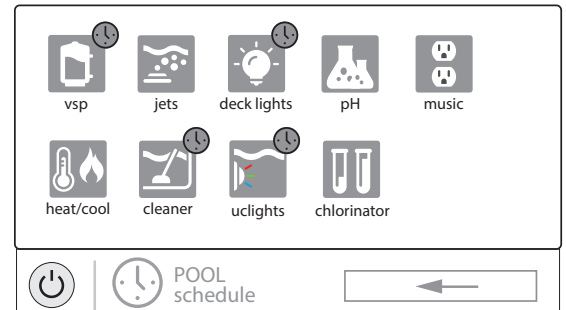 vsp jets deck lights pH music
heat/cool cleaner uclights chlorinator
POOL
schedule